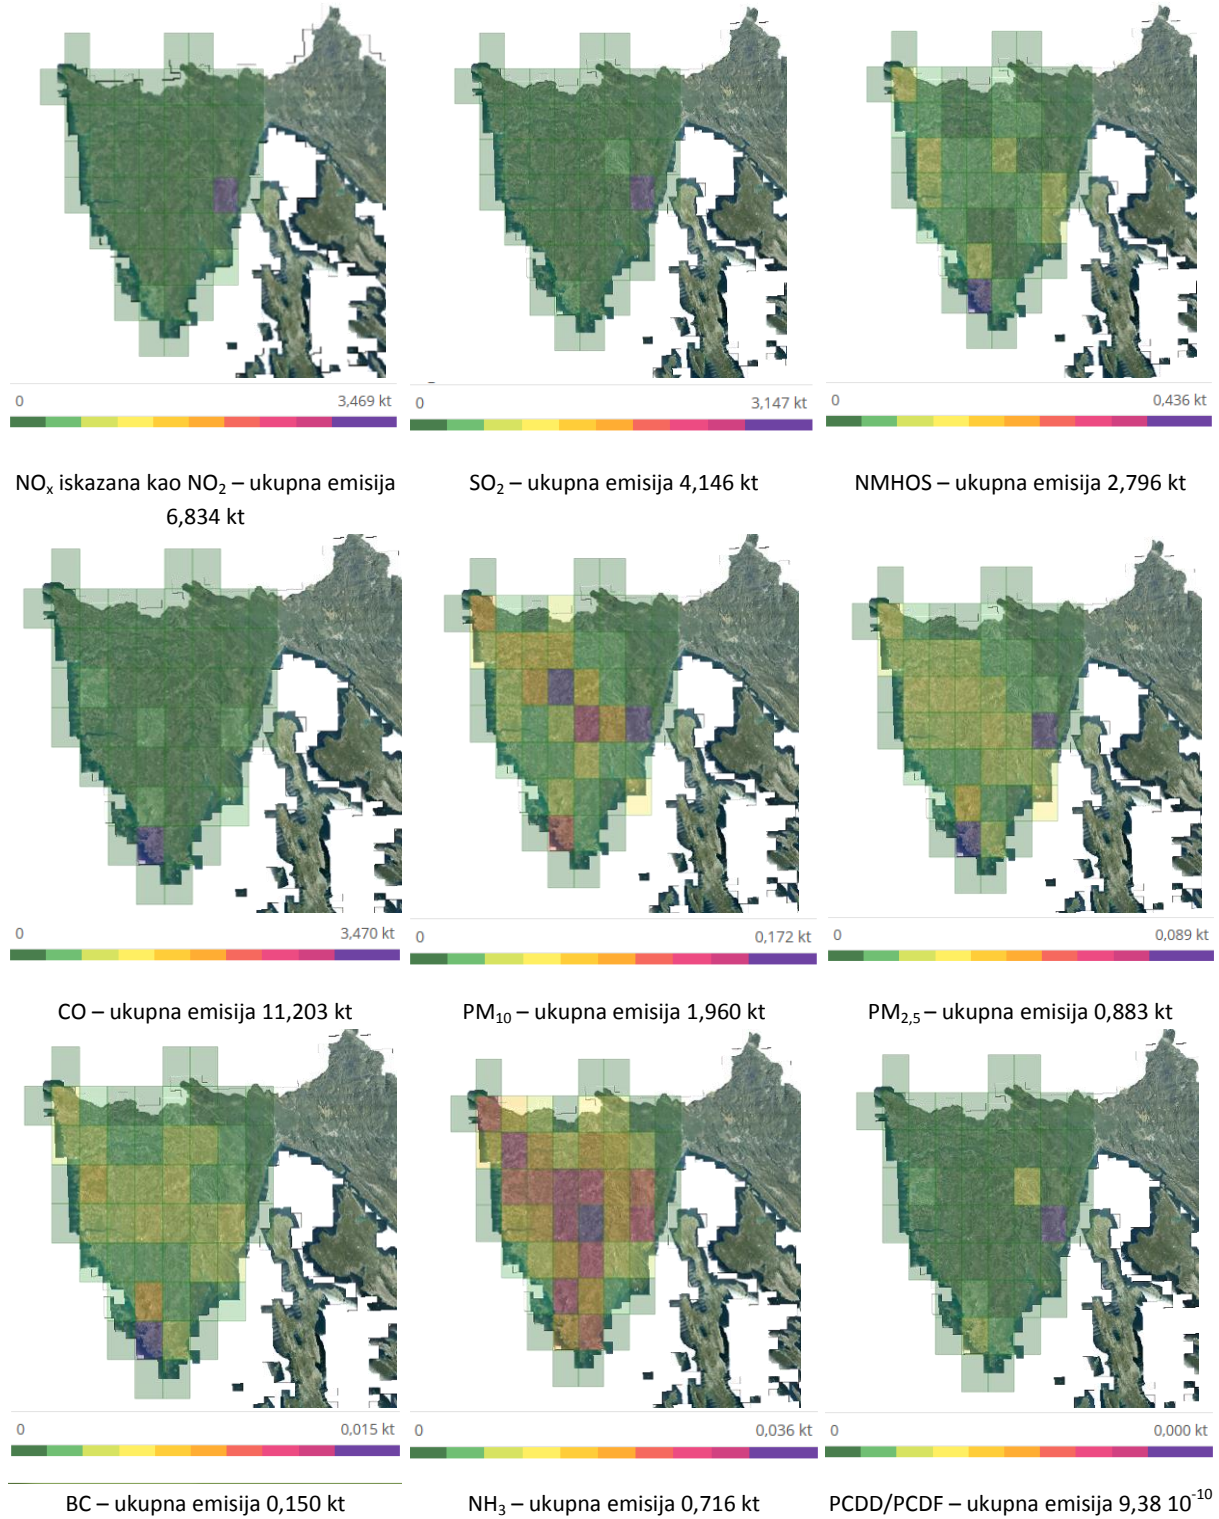 0 3,469 kt
0 3,147 kt
0 0,436 kt
NOx iskazana kao NO2 – ukupna emisija
6,834 kt
SO2 – ukupna emisija 4,146 kt
NMHOS – ukupna emisija 2,796 kt
0 3,470 kt
0 0,172 kt
0 0,089 kt
CO – ukupna emisija 11,203 kt
PM10 – ukupna emisija 1,960 kt
PM2,5 – ukupna emisija 0,883 kt
0 0,015 kt
0 0,036 kt
0 0,000 kt
BC – ukupna emisija 0,150 kt
NH3 – ukupna emisija 0,716 kt
PCDD/PCDF – ukupna emisija 9,38 10-10